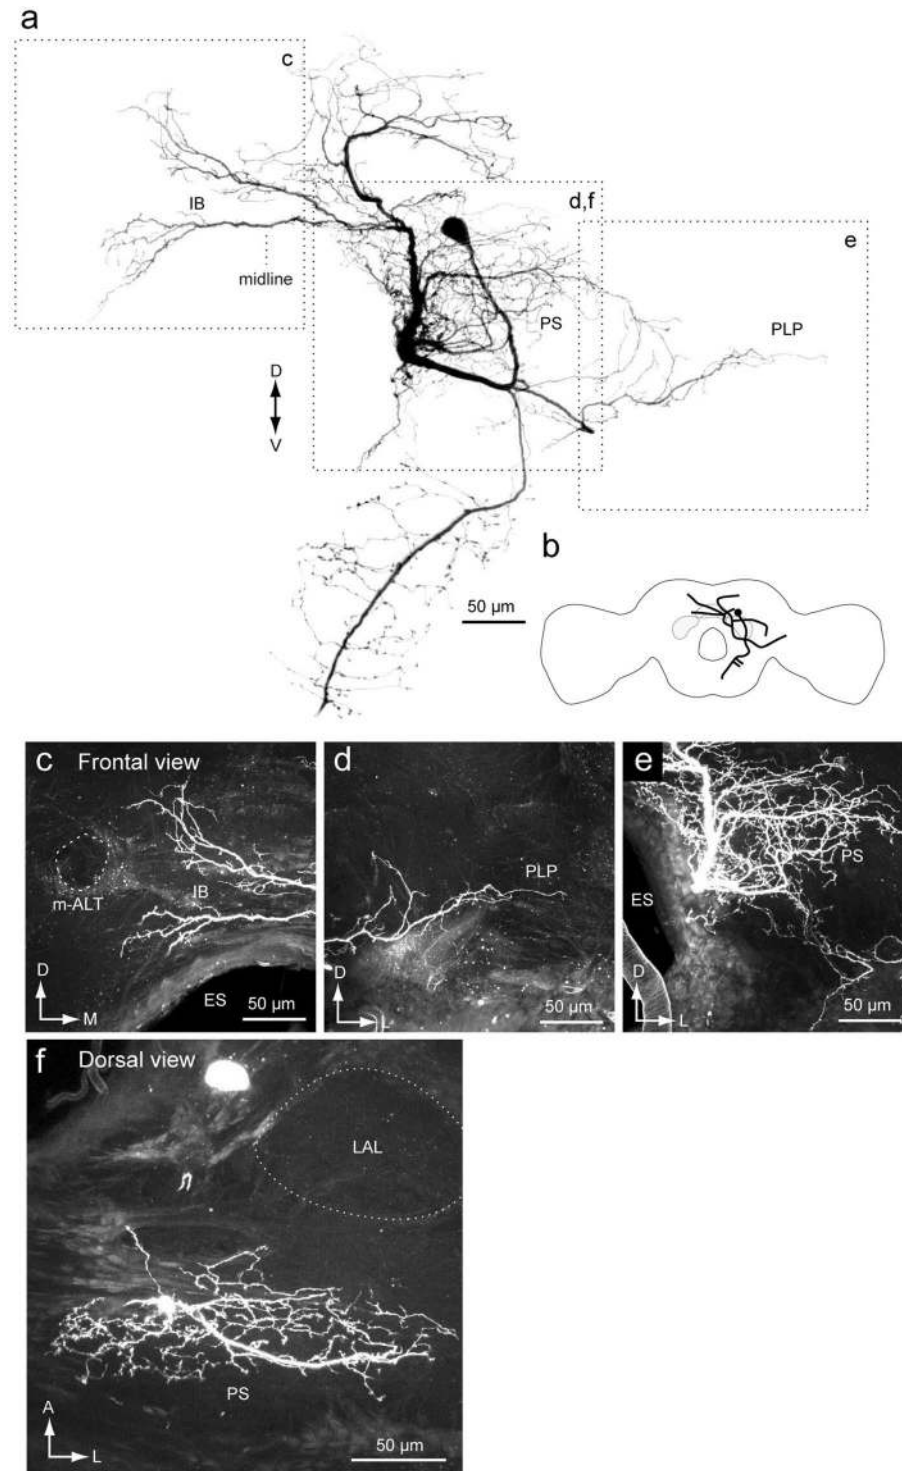 a
c
IB
d,f
e
midline
PS
PLP
D
V
50 µm
b
c Frontal view
IB
m-ALT
ES
D
M
50 µm
d
PLP
D
L
50 µm
e
PS
ES
D
L
50 µm
f Dorsal view
LAL
PS
A
L
50 µm